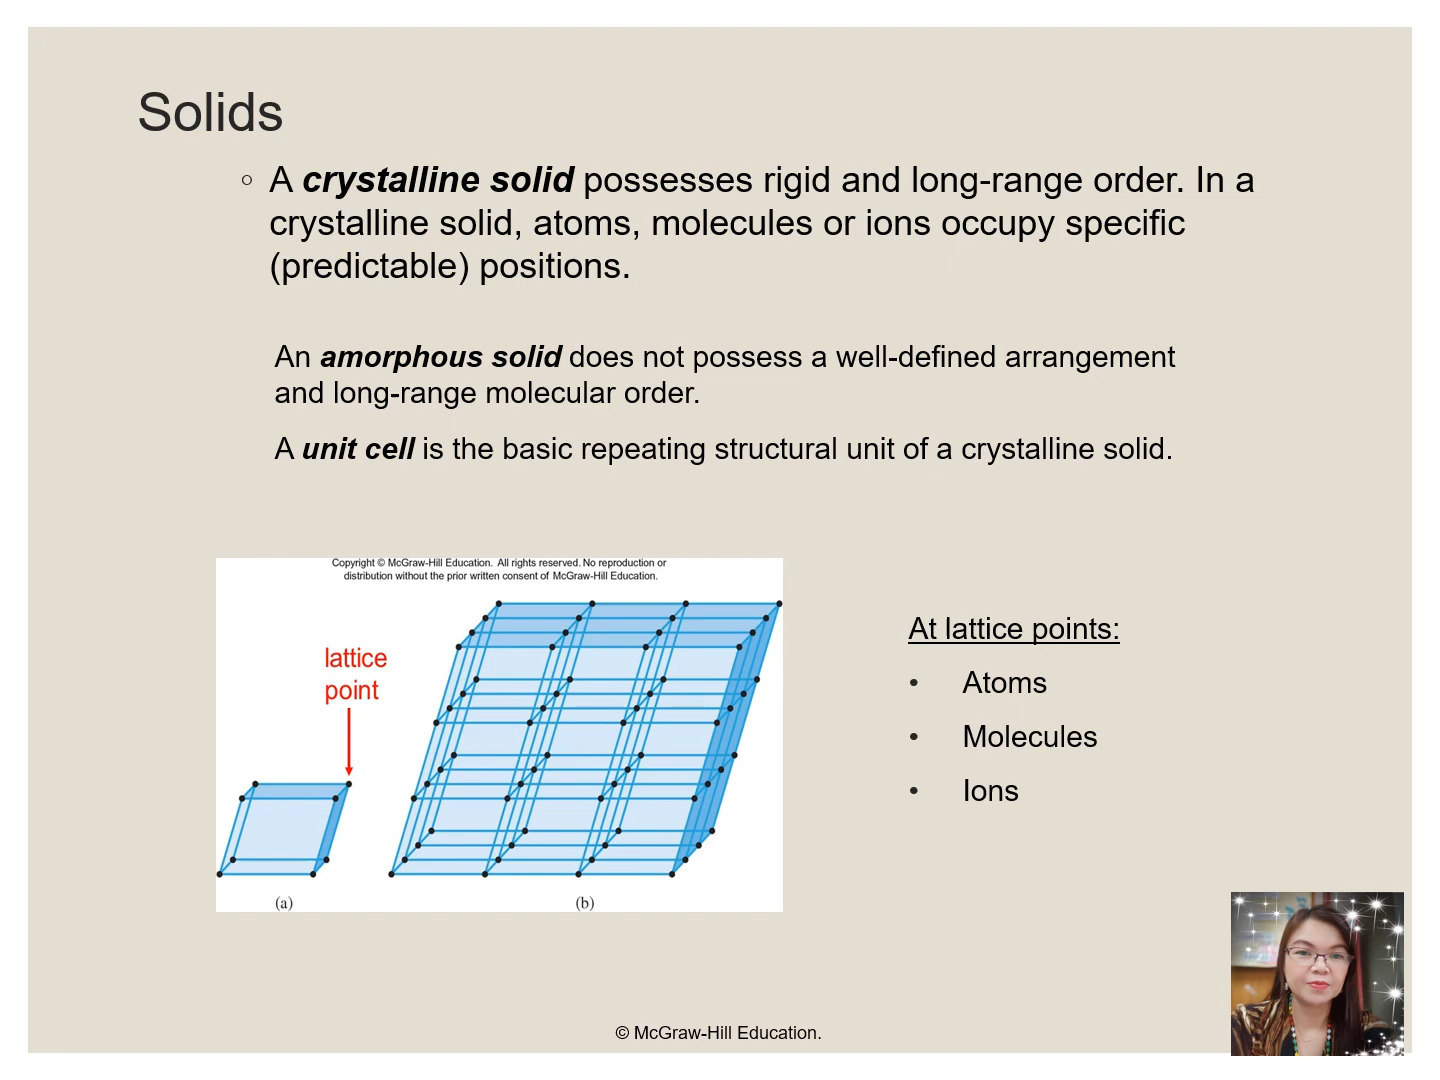 Solids
◦ A crystalline solid possesses rigid and long-range order. In a
crystalline solid, atoms, molecules or ions occupy specific
(predictable) positions.
An amorphous solid does not possess a well-defined arrangement
and long-range molecular order.
A unit cell is the basic repeating structural unit of a crystalline solid.
Copyright © McGraw-Hill Education. All rights reserved. No reproduction or
distribution without the prior written consent of McGraw-Hill Education.
lattice
point
(a)
(b)
At lattice points:
• Atoms
• Molecules
• Ions
© McGraw-Hill Education.